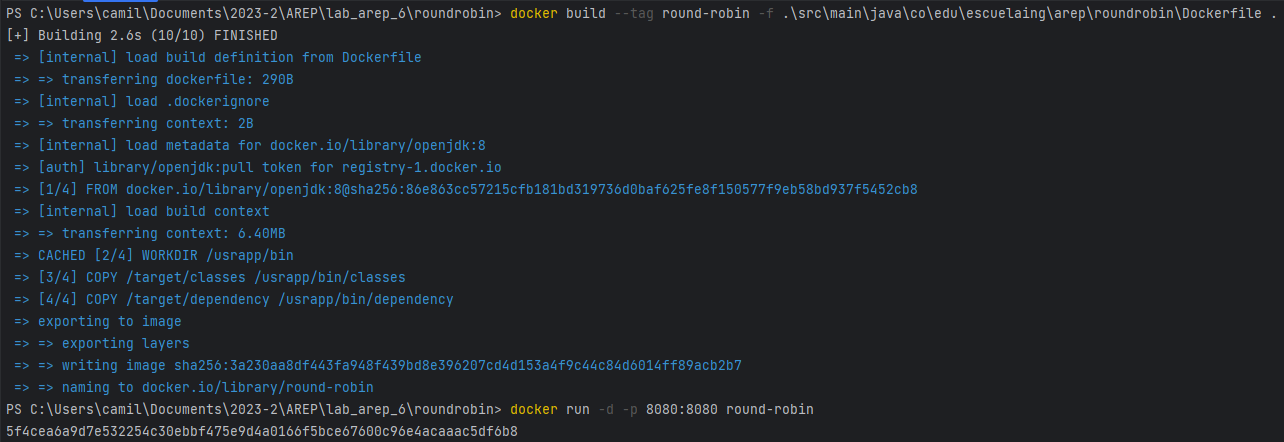 PS C:\Users\camil\Documents\2023-2\AREP\lab_arep_6\roundrobin> docker build --tag round-robin -f .\src\main\java\co\edu\escuelaing\arep\roundrobin\Dockerfile .
[+] Building 2.6s (10/10) FINISHED
=> [internal] load build definition from Dockerfile
=> => transferring dockerfile: 290B
=> [internal] load .dockerignore
=> => transferring context: 2B
=> [internal] load metadata for docker.io/library/openjdk:8
=> [auth] library/openjdk:pull token for registry-1.docker.io
=> [1/4] FROM docker.io/library/openjdk:8@sha256:86e863cc57215cfb181bd319736d0baf625fe8f150577f9eb58bd937f5452cb8
=> [internal] load build context
=> => transferring context: 6.40MB
=> CACHED [2/4] WORKDIR /usrapp/bin
=> [3/4] COPY /target/classes /usrapp/bin/classes
=> [4/4] COPY /target/dependency /usrapp/bin/dependency
=> exporting to image
=> => exporting layers
=> => writing image sha256:3a230aa8df443fa948f439bd8e396207cd4d153a4f9c44c84d6014ff89acb2b7
=> => naming to docker.io/library/round-robin
PS C:\Users\camil\Documents\2023-2\AREP\lab_arep_6\roundrobin> docker run -d -p 8080:8080 round-robin
5f4cea6a9d7e532254c30ebbf475e9d4a0166f5bce67600c96e4acaaac5df6b8